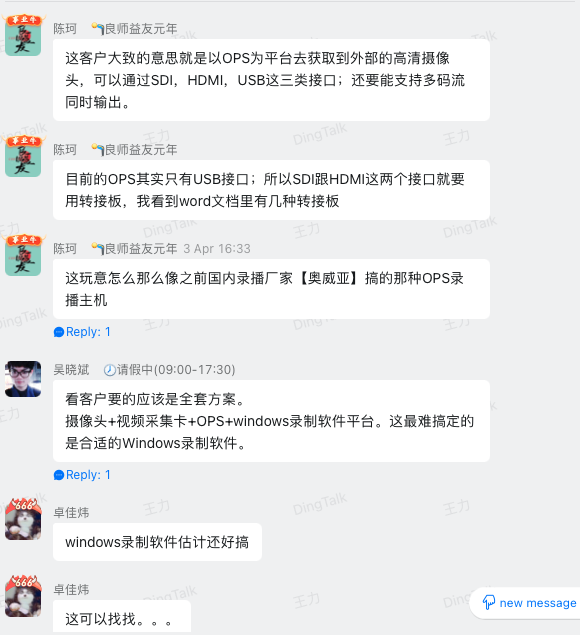 陈珂 良师益友元年
这客户大致的意思就是以OPS为平台去获取到外部的高清摄像
头，可以通过SDI，HDMI，USB这三类接口；还要能支持多码流
同时输出。
陈珂 良师益友元年
目前的OPS其实只有USB接口；所以SDI跟HDMI这两个接口就要
用转接板，我看到word文档里有几种转接板
陈珂 良师益友元年 3 Apr 16:33
这玩意怎么那么像之前国内录播厂家【奥威亚】搞的那种OPS录
播主机
Reply: 1
吴晓斌 请假中(09:00-17:30)
看客户要的应该是全套方案。
摄像头+视频采集卡+OPS+windows录制软件平台。这最难搞定的
是合适的Windows录制软件。
Reply: 1
666
卓佳炜
windows录制软件估计还好搞
666
卓佳炜
这可以找找。。。
new message
DingTalk
王力